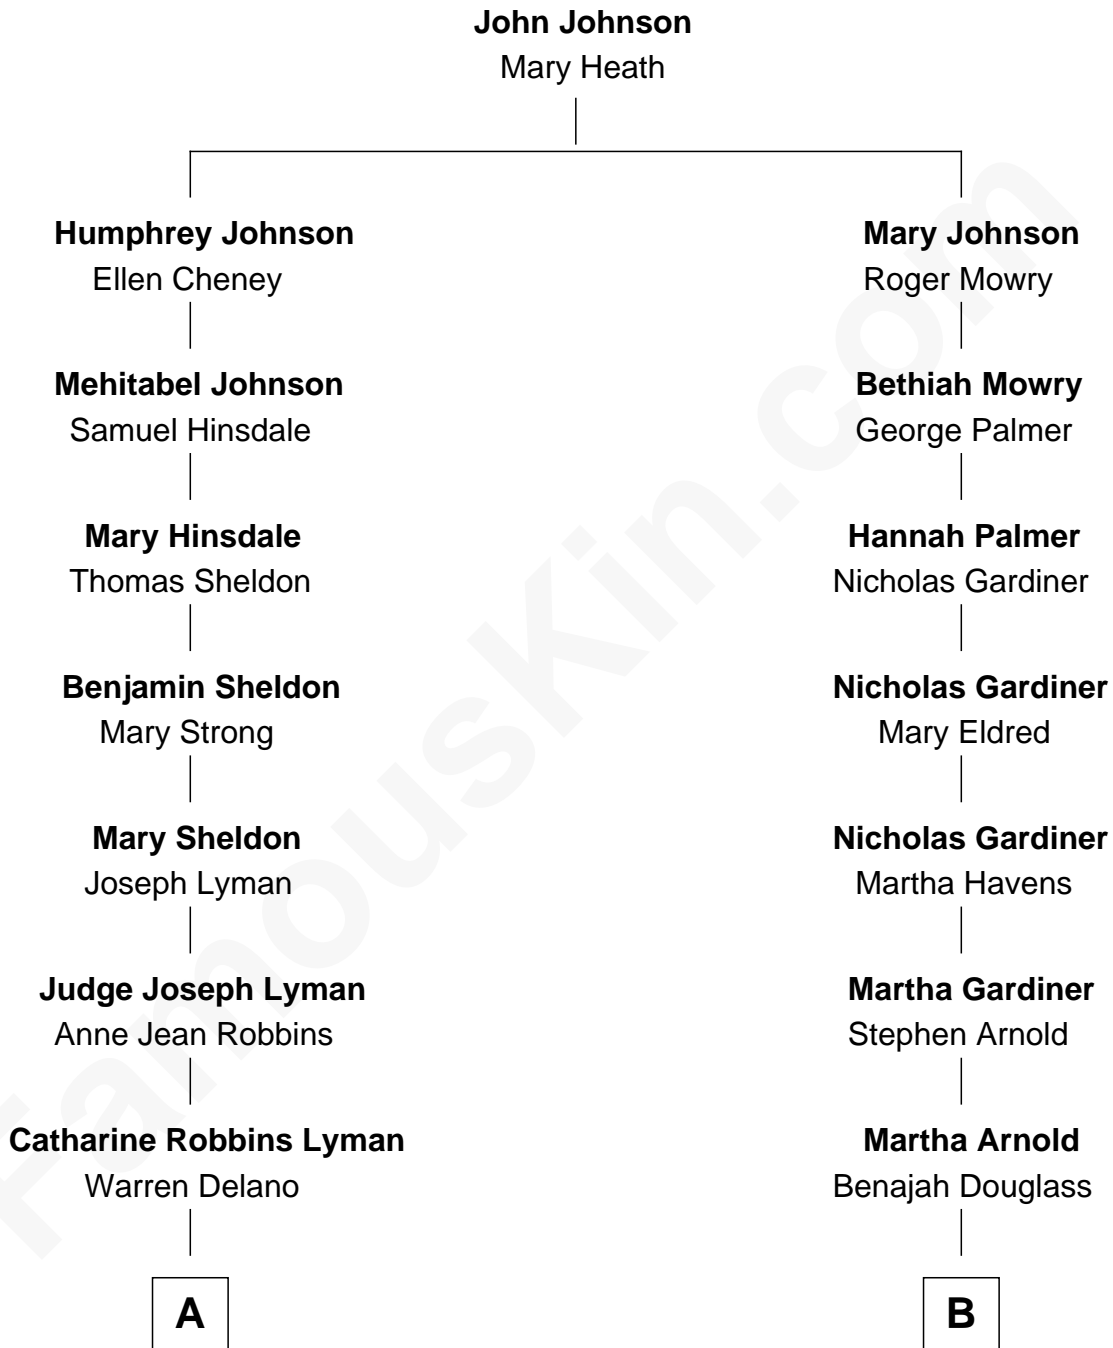 John Johnson
Mary Heath
Humphrey Johnson
Ellen Cheney
Mary Johnson
Roger Mowry
Mehitabel Johnson
Samuel Hinsdale
Bethiah Mowry
George Palmer
Mary Hinsdale
Thomas Sheldon
Hannah Palmer
Nicholas Gardiner
Benjamin Sheldon
Mary Strong
Nicholas Gardiner
Mary Eldred
Mary Sheldon
Joseph Lyman
Nicholas Gardiner
Martha Havens
Judge Joseph Lyman
Anne Jean Robbins
Martha Gardiner
Stephen Arnold
Catharine Robbins Lyman
Warren Delano
Martha Arnold
Benajah Douglass
A
B
FamousKin.com